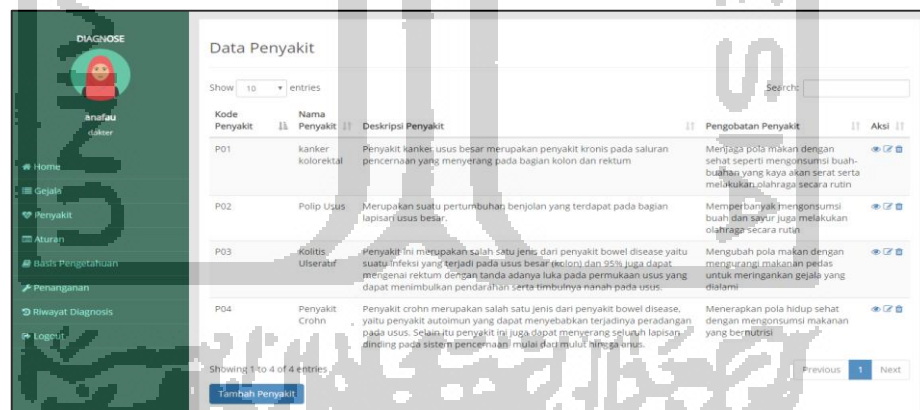 DIAGNOSE
anafau
dokter
Home
Gejala
Penyakit
Aturan
Basis Pengetahuan
Penanganan
Riwayat Diagnosis
Logout
Data Penyakit
Show 10 entries
Search:
Kode Penyakit Nama Penyakit Deskripsi Penyakit Pengobatan Penyakit Aksi
P01 kanker kolorektal
Penyakit kanker usus besar merupakan penyakit kronis pada saluran
pencernaan yang menyerang pada bagian kolon dan rektum
Menjaga pola makan dengan
sehat seperti mengonsumsi buah-
buahan yang kaya akan serat serta
melakukan olahraga secara rutin
P02 Polip Usus
Merupakan suatu pertumbuhan benjolan yang terdapat pada bagian
lapisan usus besar.
Memperbanyak mengonsumsi
buah dan sayur juga melakukan
olahraga secara rutin
P03 Kolitis Ulseratif
Penyakit ini merupakan salah satu jenis dari penyakit bowel disease yaitu
suatu infeksi yang terjadi pada usus besar (kolon) dan 95% juga dapat
mengenai rektum dengan tanda adanya luka pada permukaan usus yang
dapat menimbulkan pendarahan serta timbulnya nanah pada usus.
Mengubah pola makan dengan
mengurangi makanan pedas
untuk meringankan gejala yang
dialami
P04 Penyakit Crohn
Penyakit crohn merupakan salah satu jenis dari penyakit bowel disease,
yaitu penyakit autoimun yang dapat menyebabkan terjadinya peradangan
pada usus. Selain itu penyakit ini juga dapat menyerang seluruh lapisan
dinding pada sistem pencernaan mulai dari mulut hingga anus.
Menerapkan pola hidup sehat
dengan mengonsumsi makanan
yang bernutrisi
Showing 1 to 4 of 4 entries
Previous 1 Next
Tambah Penyakit